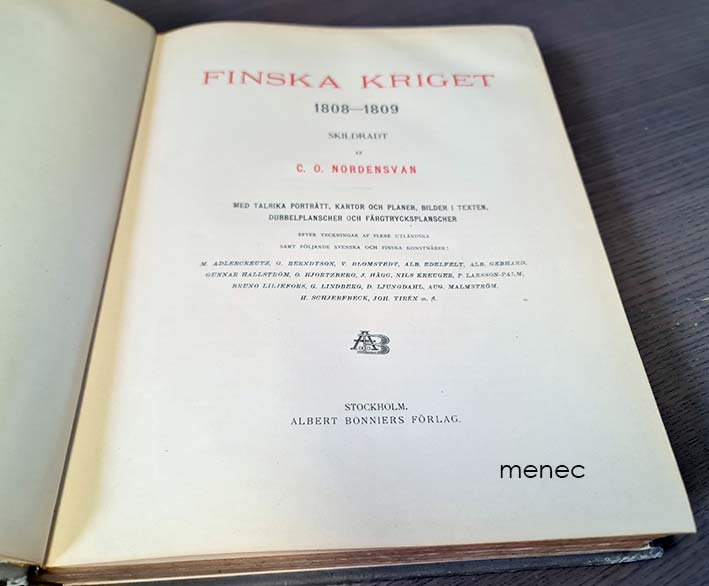 FINSKA KRIGET
1808—1809
SKILDRADT
AF
C. O. NORDENSVAN
MED TALRIKA PORTRÄTT, KARTOR OCH PLANER, BILDER I TEXTEN,
DUBBELPLANSCHER OCH FÄRGTRYCKSPLANSCHER
EFTER TECKNINGAR AF FLERE UTLÄNDSKA
SAMT FÖLJANDE SVENSKA OCH FINSKA KONSTNÄRER:
M. ADLERCREUTZ, G. BERNDTSON, V. BLOMSTEDT, ALB. EDELFELT, ALB. GEBHARD,
GUNNAR HALLSTRÖM, O. HJORTZBERG, J. HÄGG, NILS KREUGER, P. LARSSON-PALM,
BRUNO LILJEFORS, G. LINDBERG, D. LJUNGDAHL, AUG. MALMSTRÖM,
H. SCHJERFBECK, JOH. TIRÉN m. fl.
STOCKHOLM.
ALBERT BONNIERS FÖRLAG.
menec